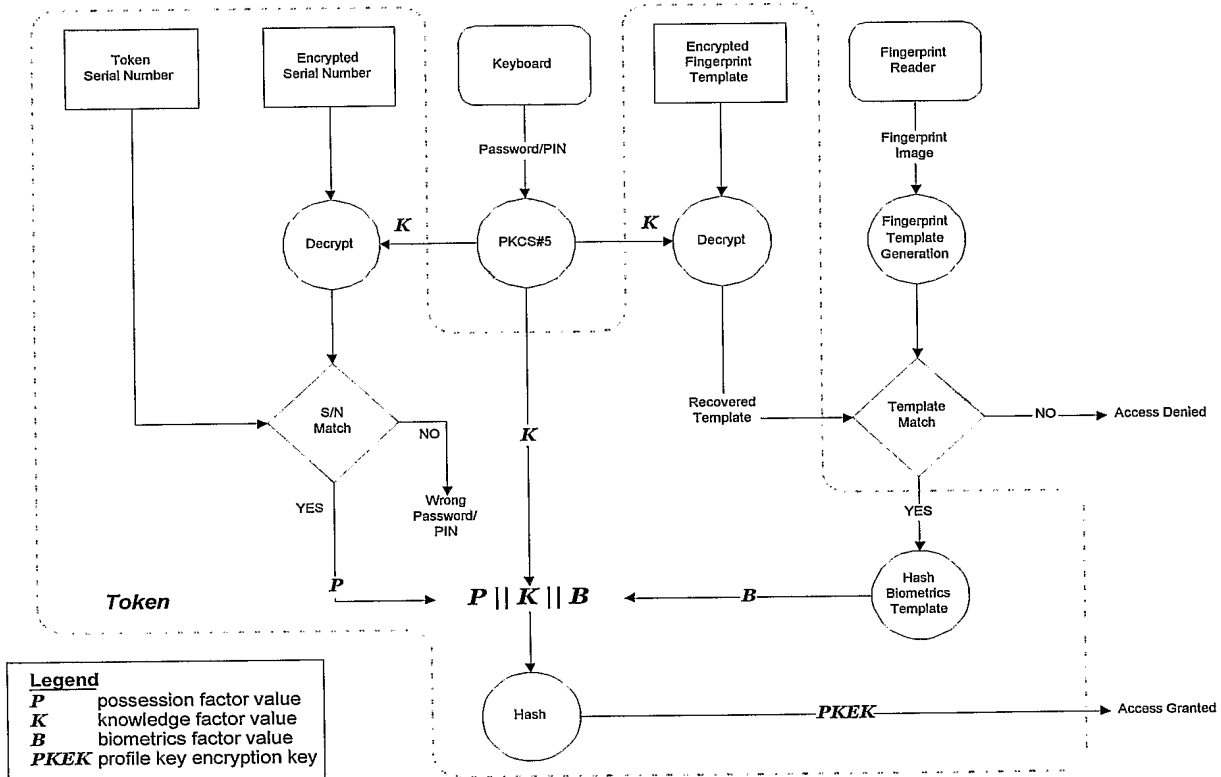 Token
Serial Number
Encrypted
Serial Number
Keyboard
Encrypted
Fingerprint
Template
Fingerprint
Reader
Password/PIN
Fingerprint
Image
Decrypt
K
PKCS#5
K
Decrypt
Fingerprint
Template
Generation
S/N
Match
NO
YES
Wrong
Password/
PIN
K
Recovered
Template
Template
Match
NO
Access Denied
YES
Token
P
P || K || B
B
Hash
Biometrics
Template
Hash
PKEK
Access Granted
Legend
P possession factor value
K knowledge factor value
B biometrics factor value
PKEK profile key encryption key